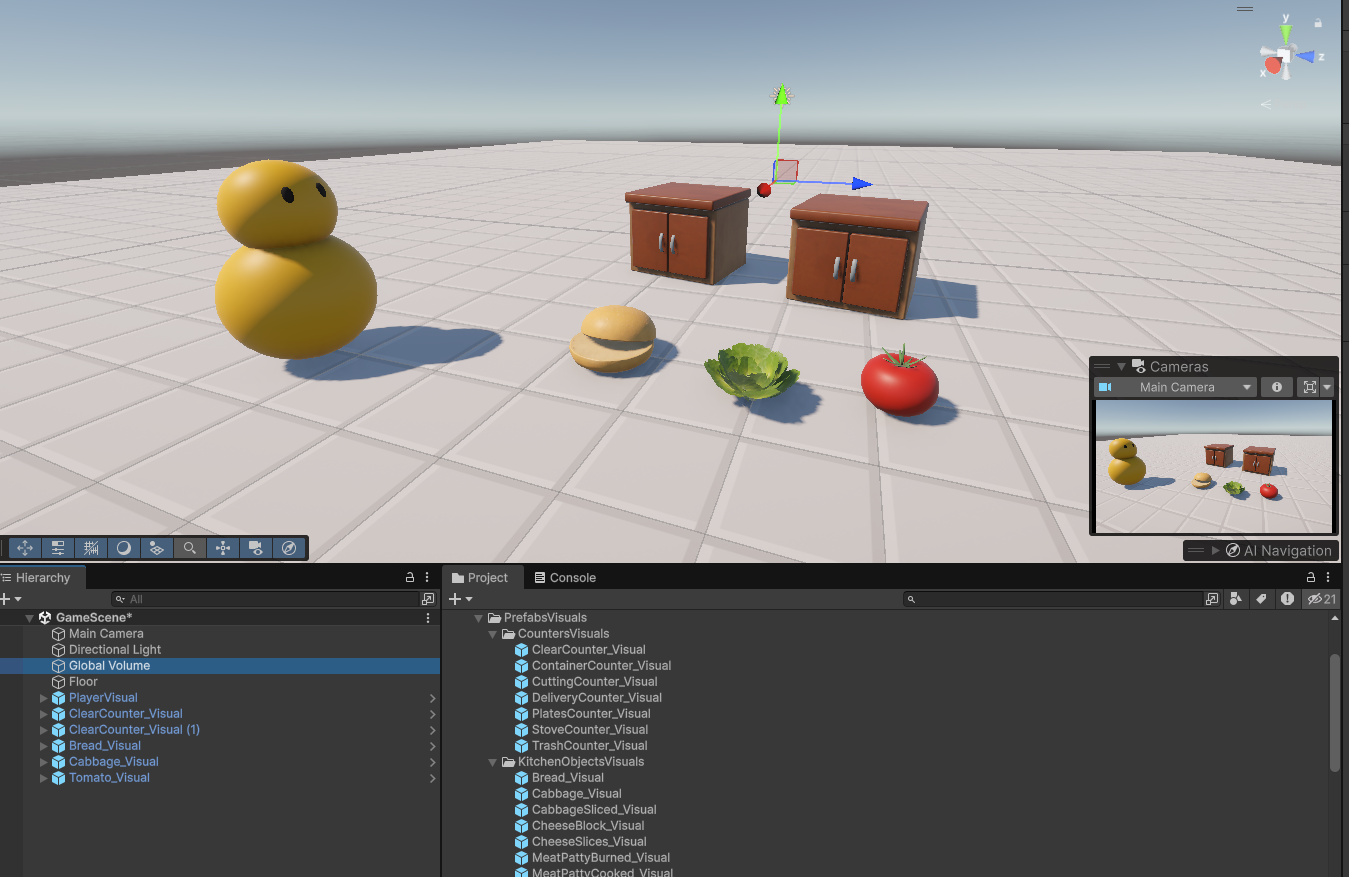 y
z
x
Cameras
Main Camera
AI Navigation
Hierarchy
All
GameScene*
Main Camera
Directional Light
Global Volume
Floor
PlayerVisual
ClearCounter_Visual
ClearCounter_Visual (1)
Bread_Visual
Cabbage_Visual
Tomato_Visual
Project
Console
21
PrefabsVisuals
CountersVisuals
ClearCounter_Visual
ContainerCounter_Visual
CuttingCounter_Visual
DeliveryCounter_Visual
PlatesCounter_Visual
StoveCounter_Visual
TrashCounter_Visual
KitchenObjectsVisuals
Bread_Visual
Cabbage_Visual
CabbageSliced_Visual
CheeseBlock_Visual
CheeseSlices_Visual
MeatPattyBurned_Visual
MeatPattyCooked_Visual